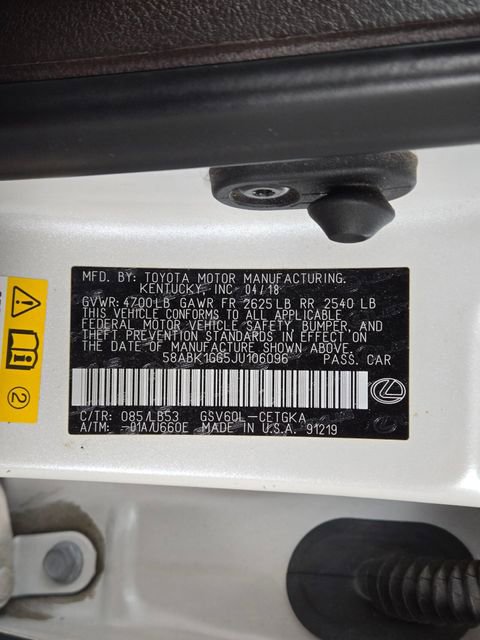 MFD. BY: TOYOTA MOTOR MANUFACTURING.
KENTUCKY, INC 04/18
GVWR: 4700LB GAWR FR 2625LB RR 2540 LB
THIS VEHICLE CONFORMS TO ALL APPLICABLE
FEDERAL MOTOR VEHICLE SAFETY, BUMPER, AND
THEFT PREVENTION STANDARDS IN EFFECT ON
THE DATE OF MANUFACTURE SHOWN ABOVE.
58ABK1GG5JU106096 PASS. CAR
C/TR: 085/LB53 GSV60L-CETGKA
A/TM: -01A/U660E MADE IN U.S.A. 91219
2